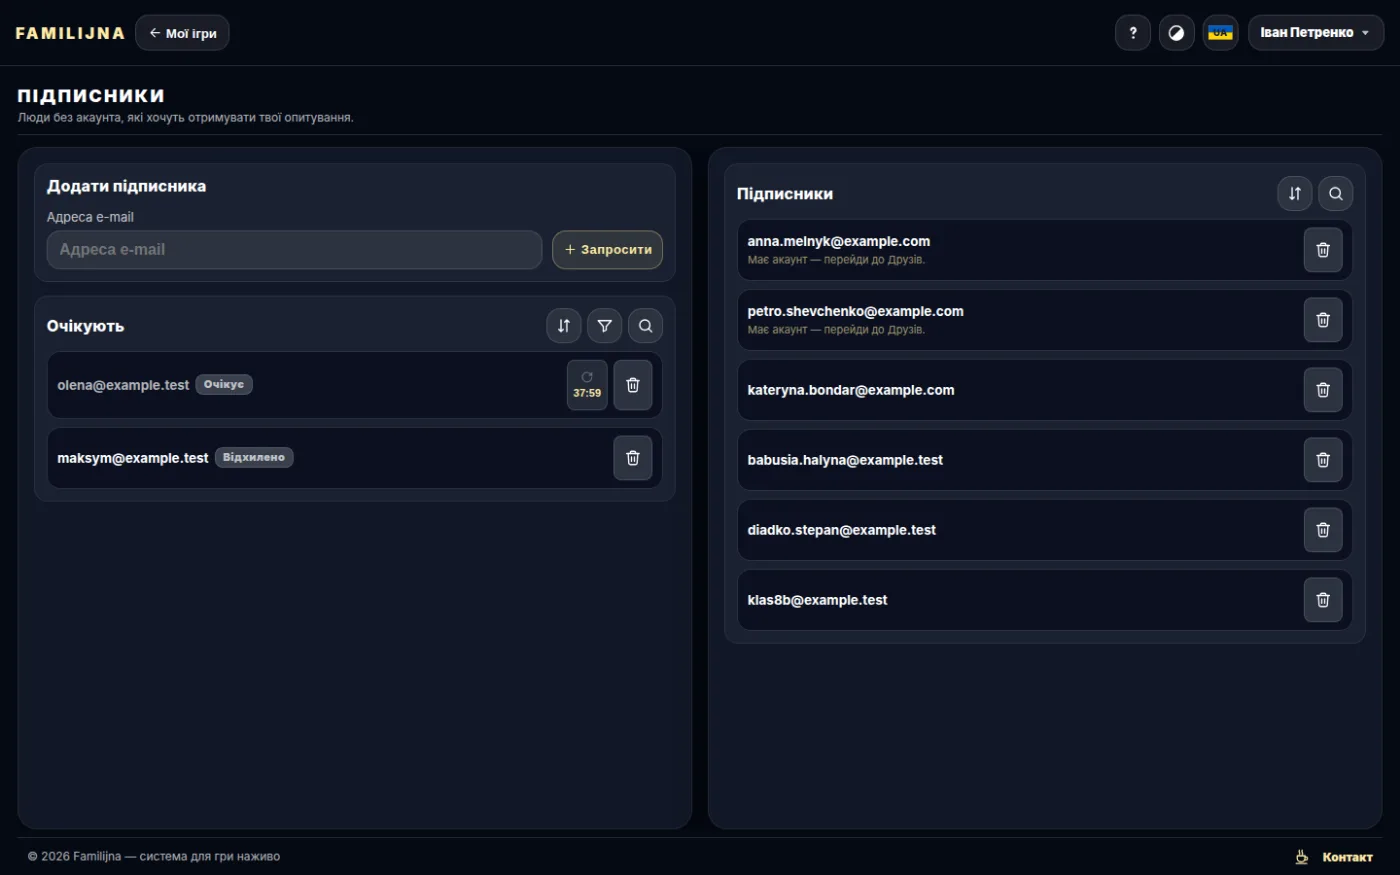 FAMILIJNA
← Мої ігри
?
UA
Іван Петренко
ПІДПИСНИКИ
Люди без акаунта, які хочуть отримувати твої опитування.
Додати підписника
Адреса e-mail
Адреса e-mail
+ Запросити
Очікують
olena@example.test Очікує
37:59
maksym@example.test Відхилено
Підписники
anna.melnyk@example.com
Має акаунт — перейди до Друзів.
petro.shevchenko@example.com
Має акаунт — перейди до Друзів.
kateryna.bondar@example.com
babusia.halyna@example.test
diadko.stepan@example.test
klas8b@example.test
© 2026 Familijna — система для гри наживо
Контакт